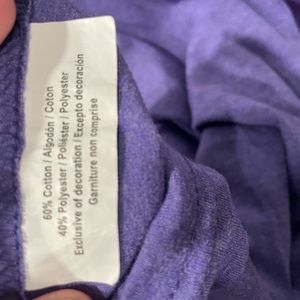 60% Cotton / Algodón / Coton
40% Polyester / Poliéster / Polyester
Exclusive of decoration / Excepto decoración
Garniture non comprise